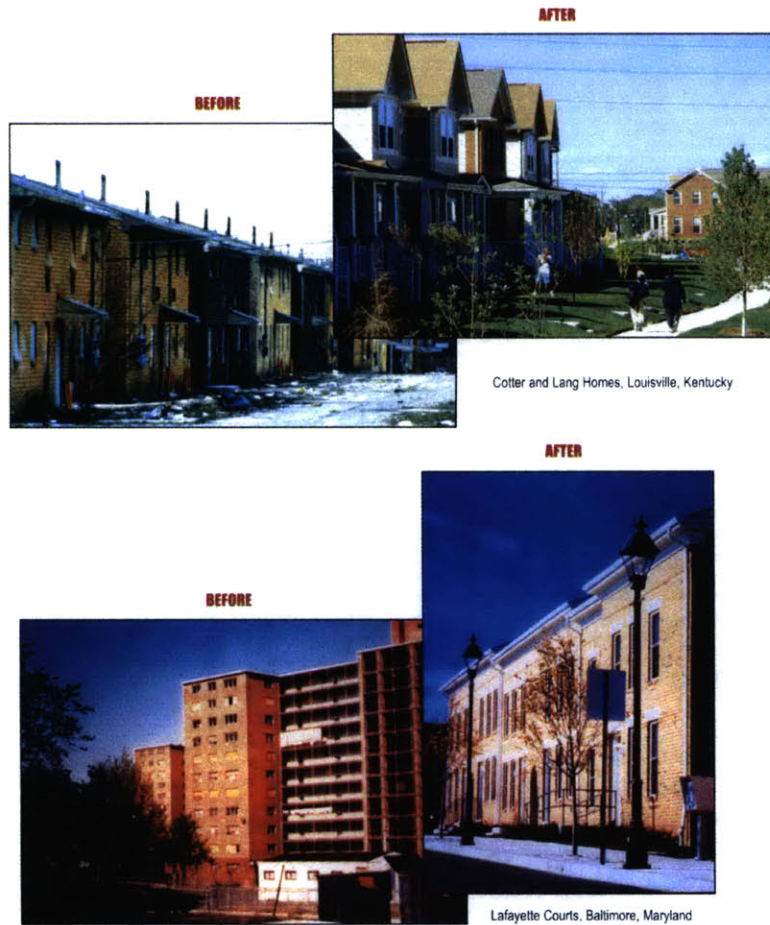 AFTER
BEFORE
Cotter and Lang Homes, Louisville, Kentucky
AFTER
BEFORE
Lafayette Courts, Baltimore, Maryland